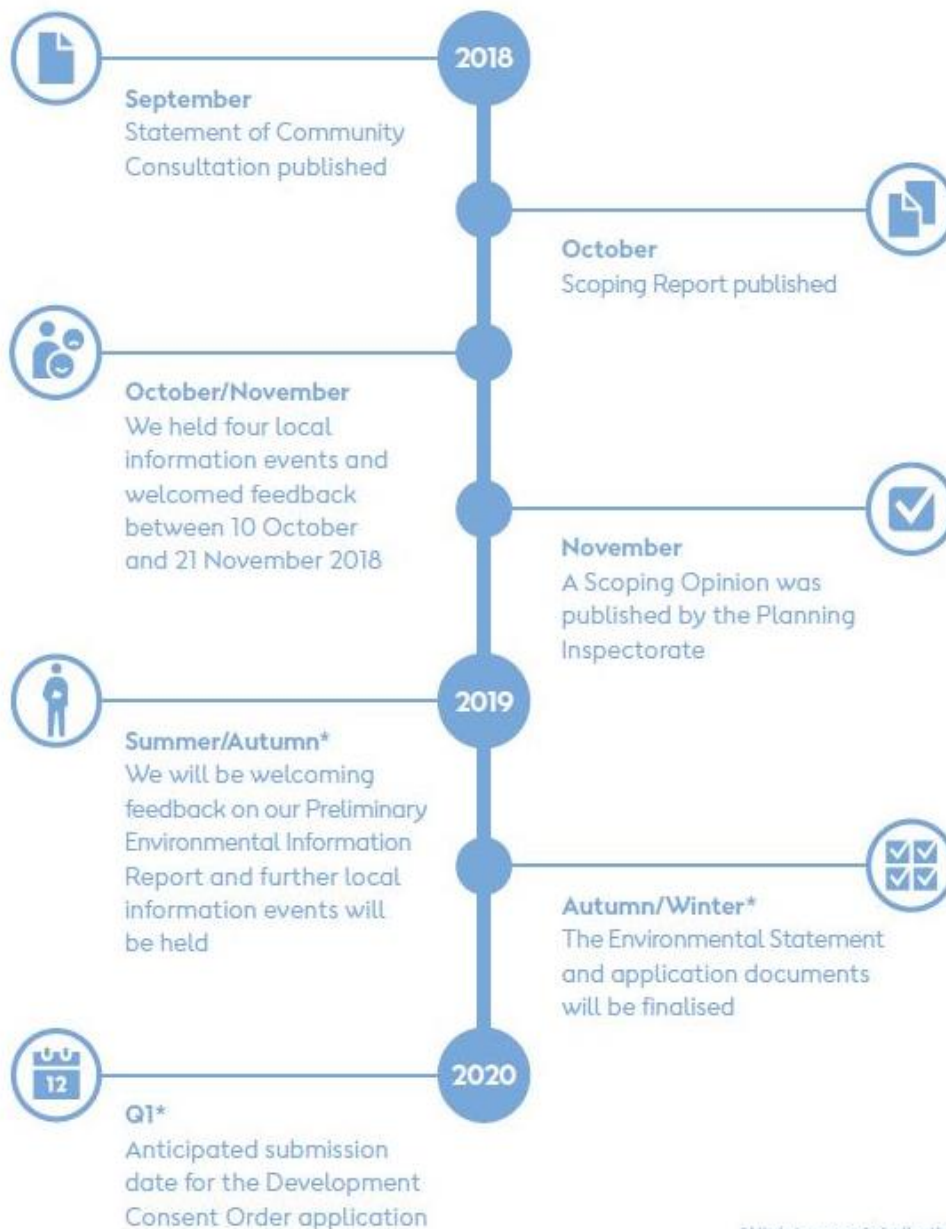 2018
September
Statement of Community
Consultation published
October
Scoping Report published
October/November
We held four local
information events and
welcomed feedback
between 10 October
and 21 November 2018
November
A Scoping Opinion was
published by the Planning
Inspectorate
2019
Summer/Autumn*
We will be welcoming
feedback on our Preliminary
Environmental Information
Report and further local
information events will
be held
Autumn/Winter*
The Environmental Statement
and application documents
will be finalised
2020
12
Q1*
Anticipated submission
date for the Development
Consent Order application